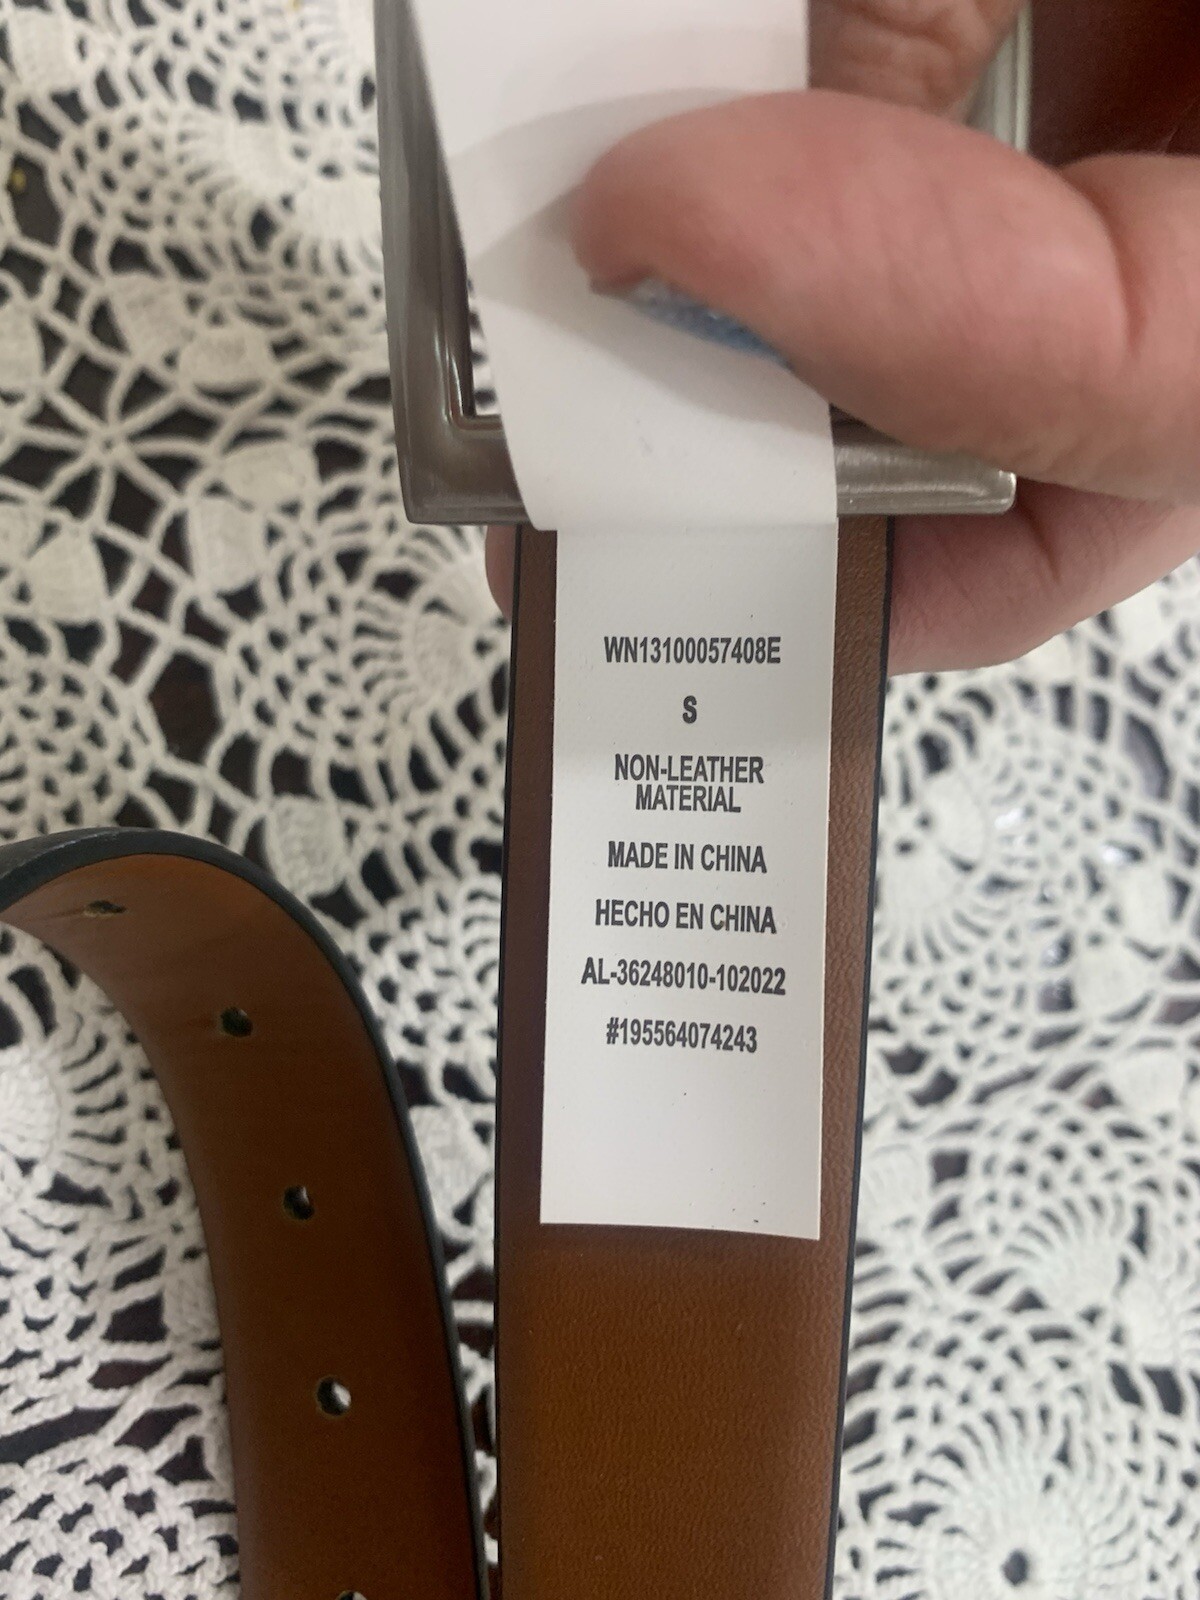 WN13100057408E
S
NON-LEATHER
MATERIAL
MADE IN CHINA
HECHO EN CHINA
AL-36248010-102022
#195564074243